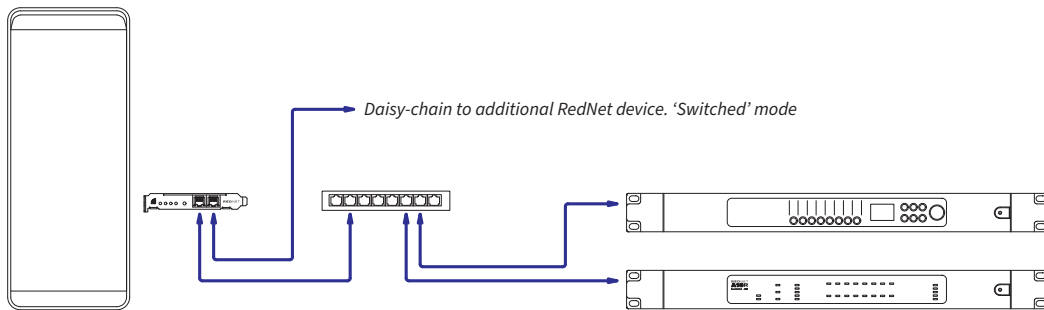 Daisy-chain to additional RedNet device. ‘Switched’ mode